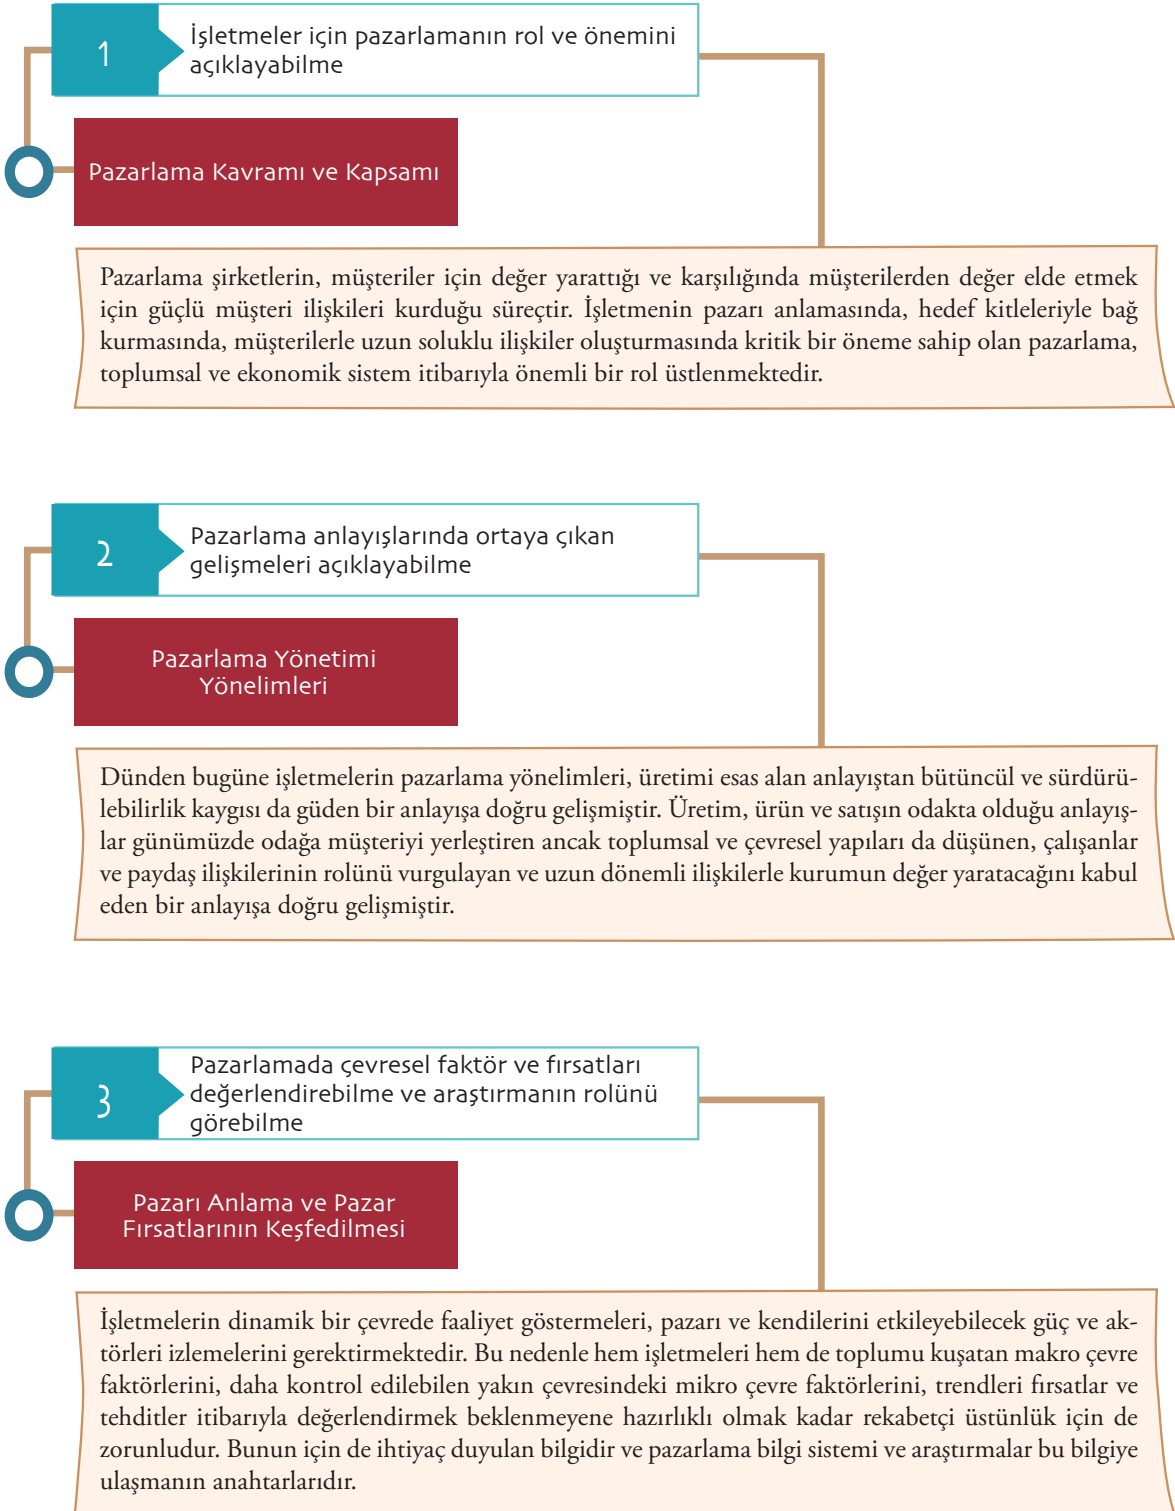 1
İşletmeler için pazarlamanın rol ve önemini
açıklayabilme
Pazarlama Kavramı ve Kapsamı
Pazarlama şirketlerin, müşteriler için değer yarattığı ve karşılığında müşterilerden değer elde etmek
için güçlü müşteri ilişkileri kurduğu süreçtir. İşletmenin pazarı anlamasında, hedef kitleleriyle bağ
kurmasında, müşterilerle uzun soluklu ilişkiler oluşturmasında kritik bir öneme sahip olan pazarlama,
toplumsal ve ekonomik sistem itibarıyla önemli bir rol üstlenmektedir.
2
Pazarlama anlayışlarında ortaya çıkan
gelişmeleri açıklayabilme
Pazarlama Yönetimi
Yönelimleri
Dünden bugüne işletmelerin pazarlama yönelimleri, üretimi esas alan anlayıştan bütüncül ve sürdürü-
lebilirlik kaygısı da güden bir anlayışa doğru gelişmiştir. Üretim, ürün ve satışın odakta olduğu anlayış-
lar günümüzde odağa müşteriyi yerleştiren ancak toplumsal ve çevresel yapıları da düşünen, çalışanlar
ve paydaş ilişkilerinin rolünü vurgulayan ve uzun dönemli ilişkilerle kurumun değer yaratacağını kabul
eden bir anlayışa doğru gelişmiştir.
3
Pazarlamada çevresel faktör ve fırsatları
değerlendirebilme ve araştırmanın rolünü
görebilme
Pazarı Anlama ve Pazar
Fırsatlarının Keşfedilmesi
İşletmelerin dinamik bir çevrede faaliyet göstermeleri, pazarı ve kendilerini etkileyebilecek güç ve ak-
törleri izlemelerini gerektirmektedir. Bu nedenle hem işletmeleri hem de toplumu kuşatan makro çevre
faktörlerini, daha kontrol edilebilen yakın çevresindeki mikro çevre faktörlerini, trendleri fırsatlar ve
tehditler itibarıyla değerlendirmek beklenmeyene hazırlıklı olmak kadar rekabetçi üstünlük için de
zorunludur. Bunun için de ihtiyaç duyulan bilgidir ve pazarlama bilgi sistemi ve araştırmalar bu bilgiye
ulaşmanın anahtarlarıdır.